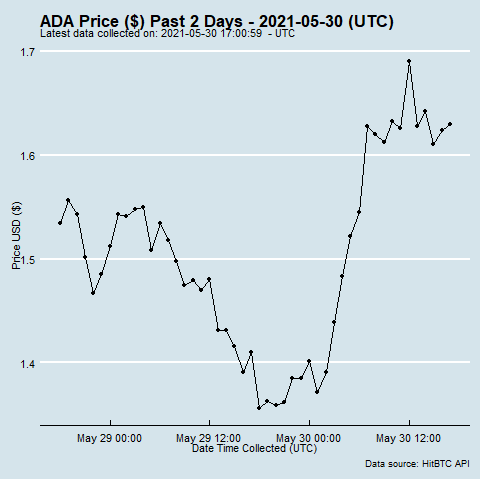 ADA Price ($) Past 2 Days - 2021-05-30 (UTC)
Latest data collected on: 2021-05-30 17:00:59  - UTC
1.7
1.6
1.5
1.4
Price USD ($)
May 29 00:00
May 29 12:00
May 30 00:00
May 30 12:00
Date Time Collected (UTC)
Data source: HitBTC API